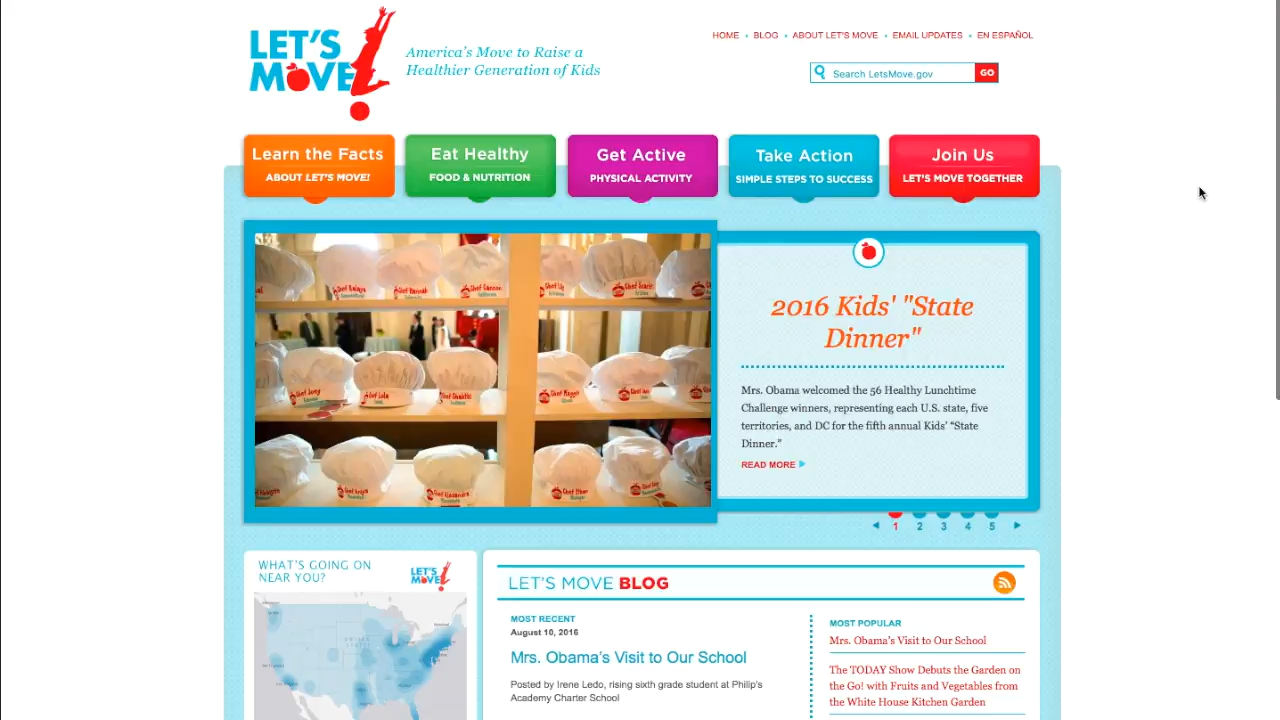 LET'S
MOVE!
America's Move to Raise a
Healthier Generation of Kids
HOME • BLOG • ABOUT LET'S MOVE • EMAIL UPDATES • EN ESPAÑOL
Search LetsMove.gov
GO
Learn the Facts
ABOUT LET'S MOVE!
Eat Healthy
FOOD & NUTRITION
Get Active
PHYSICAL ACTIVITY
Take Action
SIMPLE STEPS TO SUCCESS
Join Us
LET'S MOVE TOGETHER
2016 Kids' "State
Dinner"
Mrs. Obama welcomed the 56 Healthy Lunchtime
Challenge winners, representing each U.S. state, five
territories, and DC for the fifth annual Kids' "State
Dinner."
READ MORE
1 2 3 4 5
WHAT'S GOING ON
NEAR YOU?
LET'S
MOVE!
LET'S MOVE BLOG
MOST RECENT
August 10, 2016
Mrs. Obama's Visit to Our School
Posted by Irene Ledo, rising sixth grade student at Philip's
Academy Charter School
MOST POPULAR
Mrs. Obama's Visit to Our School
The TODAY Show Debuts the Garden on
the Go! with Fruits and Vegetables from
the White House Kitchen Garden